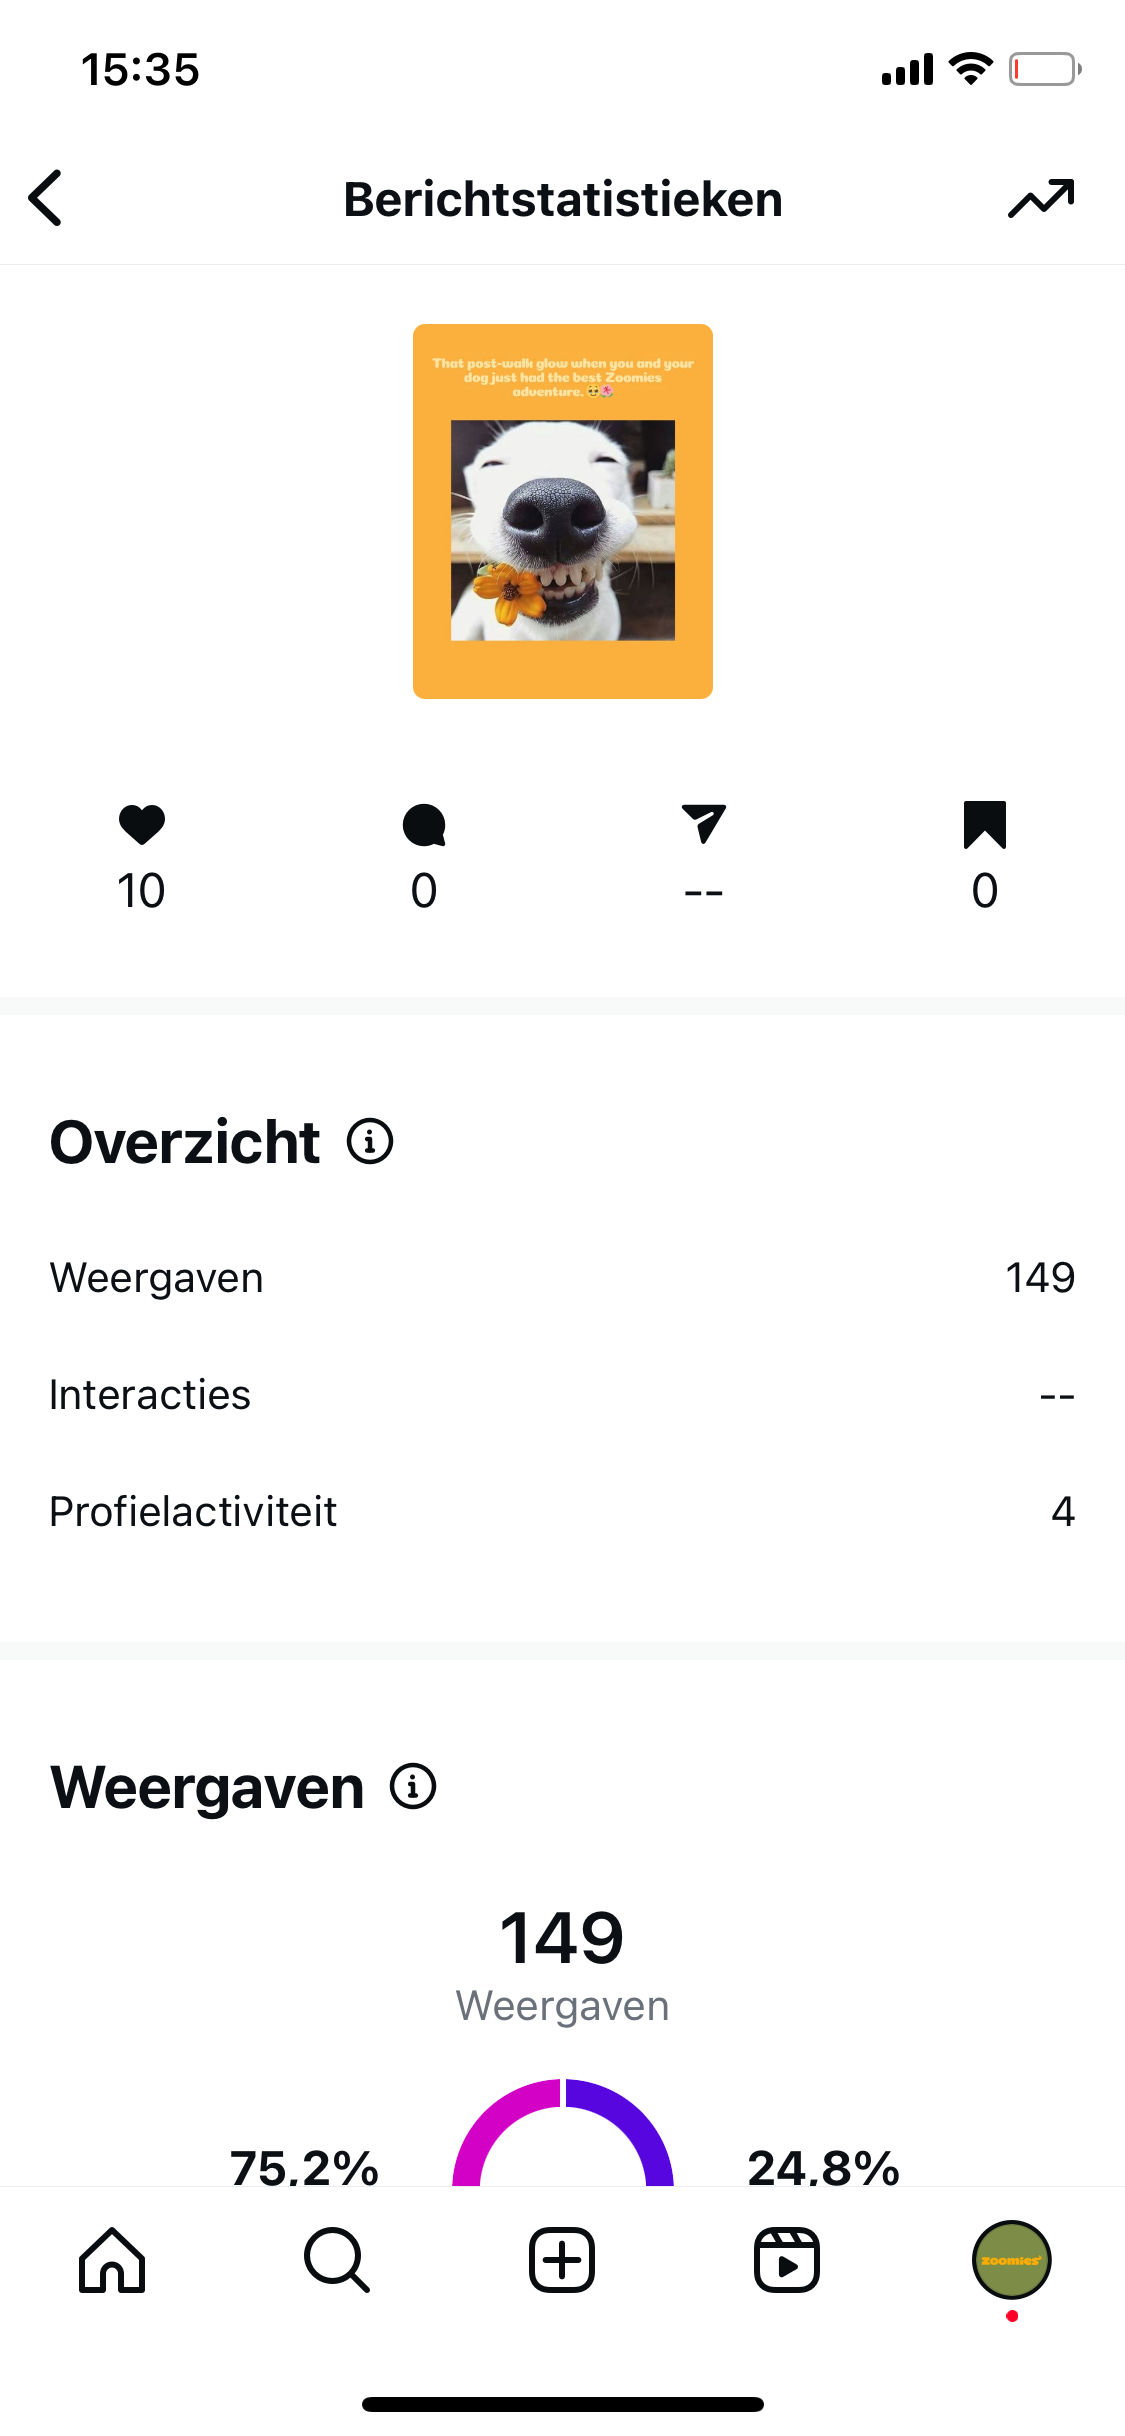 15:35
Berichtstatistieken
That post-walk glow when you and your
dog just had the best Zoomies
adventure. 🥹🌺
10
0
--
0
Overzicht
Weergaven 149
Interacties --
Profielactiviteit 4
Weergaven
149
Weergaven
75,2% 24,8%
zoomies